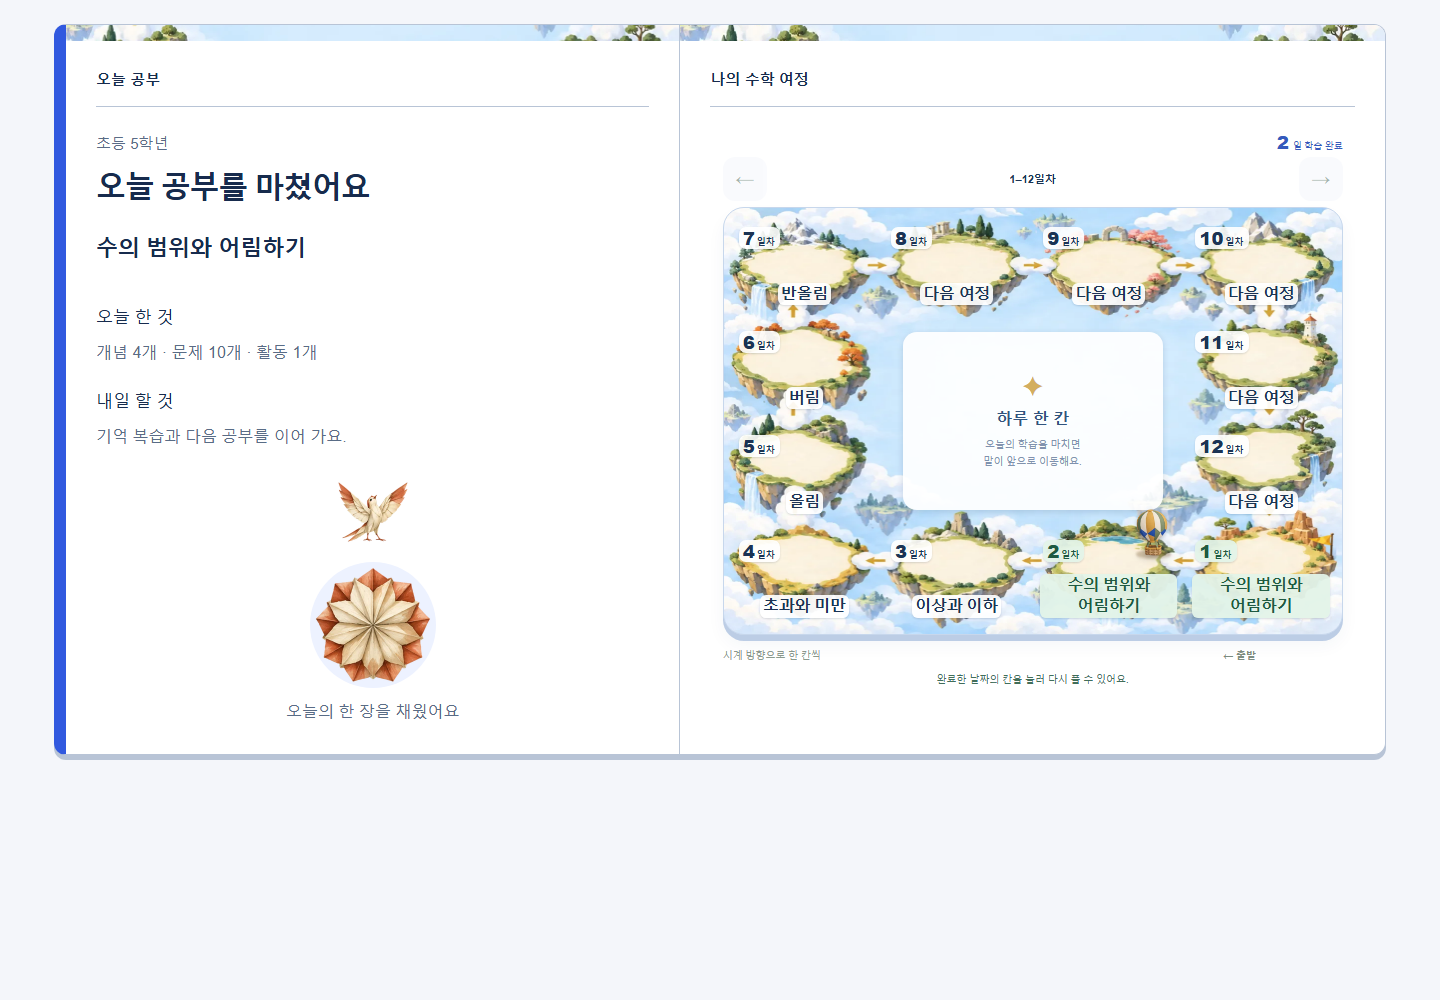 오늘 공부
초등 5학년
오늘 공부를 마쳤어요
수의 범위와 어림하기
오늘 한 것
개념 4개 · 문제 10개 · 활동 1개
내일 할 것
기억 복습과 다음 공부를 이어 가요.
오늘의 한 장을 채웠어요
나의 수학 여정
2 일 학습 완료
←
1–12일차
→
7 일차
반올림
8 일차
다음 여정
9 일차
다음 여정
10 일차
다음 여정
6 일차
버림
11 일차
다음 여정
하루 한 칸
오늘의 학습을 마치면
말이 앞으로 이동해요.
5 일차
올림
12 일차
다음 여정
4 일차
초과와 미만
3 일차
이상과 이하
2 일차
수의 범위와
어림하기
1 일차
수의 범위와
어림하기
시계 방향으로 한 칸씩
← 출발
완료한 날짜의 칸을 눌러 다시 풀 수 있어요.